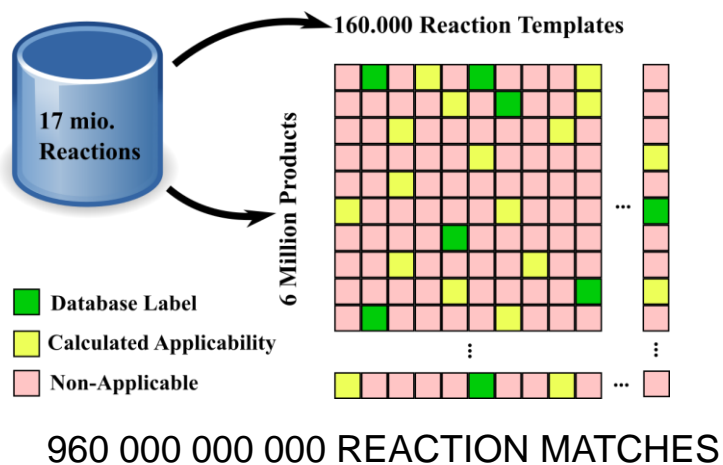 160.000 Reaction Templates
17 mio.
Reactions
6 Million Products
...
...
...
...
Database Label
Calculated Applicability
Non-Applicable
960 000 000 000 REACTION MATCHES